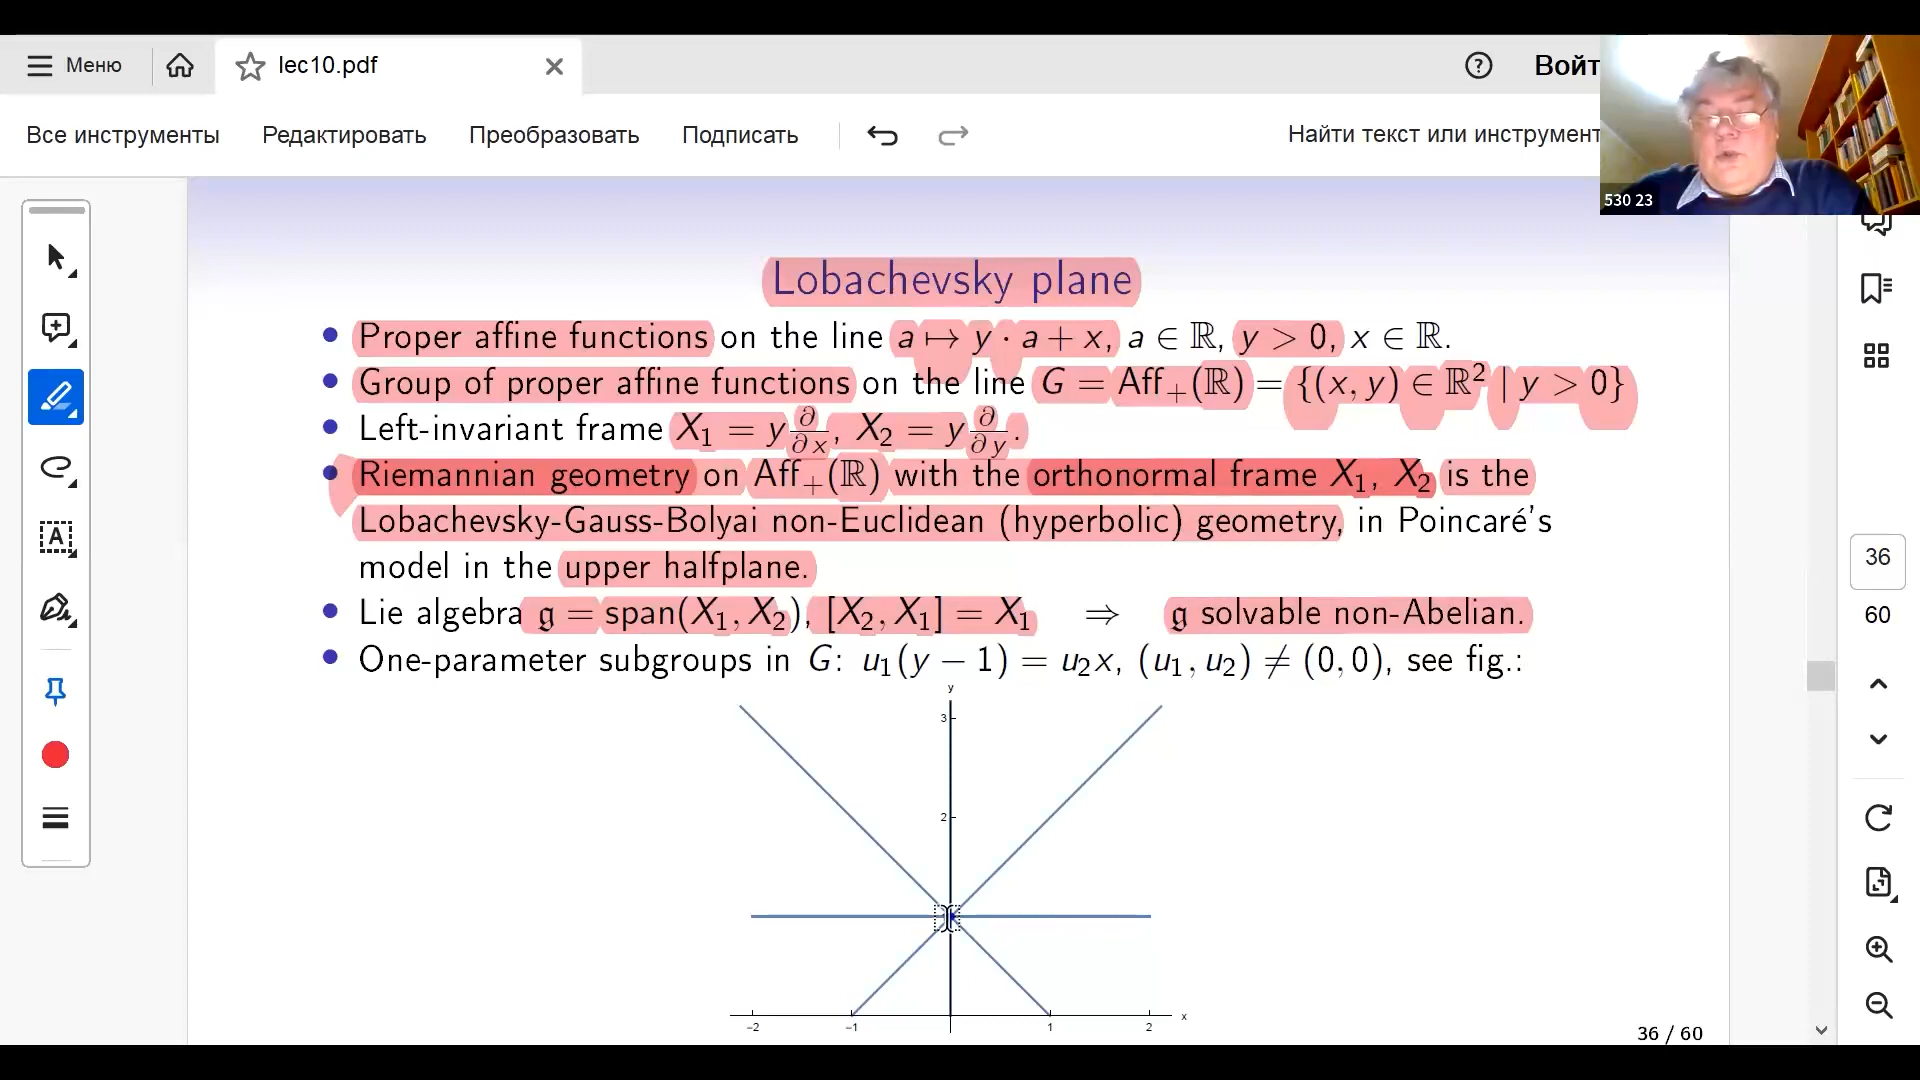 Меню
lec10.pdf
Войт
Все инструменты Редактировать Преобразовать Подписать
Найти текст или инструмент
530 23
Lobachevsky plane
• Proper affine functions on the line a ↦ y · a + x, a ∈ ℝ, y > 0, x ∈ ℝ.
• Group of proper affine functions on the line G = Aff₊(ℝ) = {(x, y) ∈ ℝ² | y > 0}
• Left-invariant frame X₁ = y ∂/∂x, X₂ = y ∂/∂y.
• Riemannian geometry on Aff₊(ℝ) with the orthonormal frame X₁, X₂ is the
Lobachevsky-Gauss-Bolyai non-Euclidean (hyperbolic) geometry, in Poincaré's
model in the upper halfplane.
• Lie algebra 𝔤 = span(X₁, X₂), [X₂, X₁] = X₁ ⇒ 𝔤 solvable non-Abelian.
• One-parameter subgroups in G: u₁(y − 1) = u₂x, (u₁, u₂) ≠ (0, 0), see fig.:
y
3
2
−2 −1 1 2 x
36 / 60
36
60
A